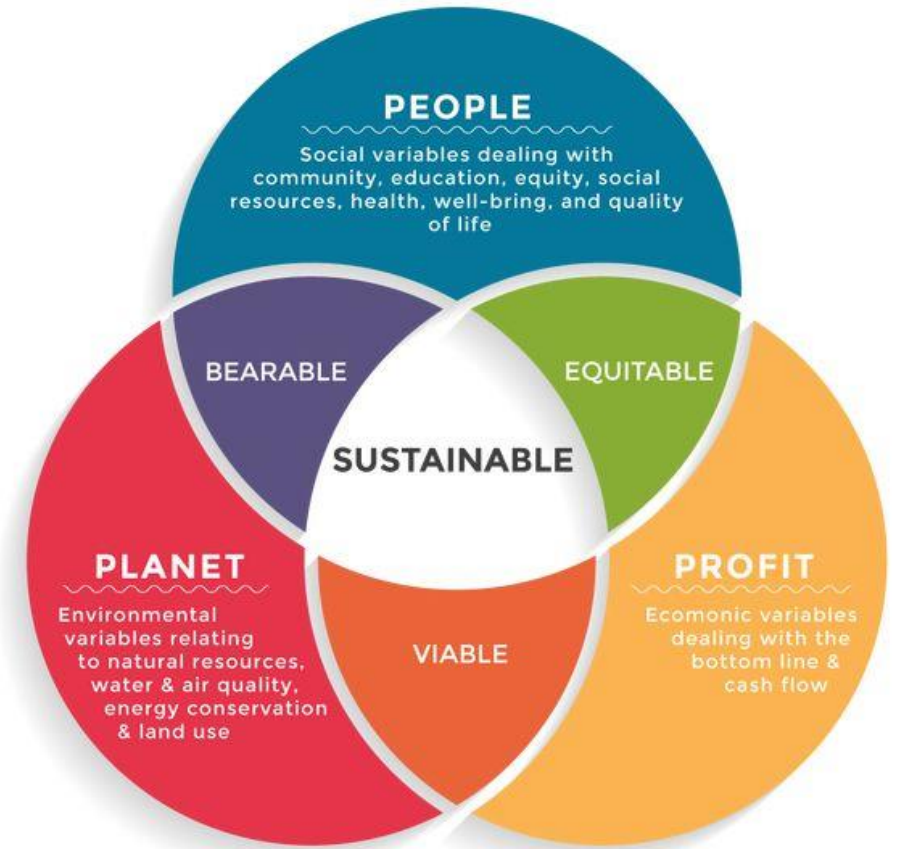 PEOPLE
Social variables dealing with
community, education, equity, social
resources, health, well-bring, and quality
of life
BEARABLE
EQUITABLE
SUSTAINABLE
PLANET
Environmental
variables relating
to natural resources,
water & air quality,
energy conservation
& land use
PROFIT
Ecomonic variables
dealing with the
bottom line &
cash flow
VIABLE